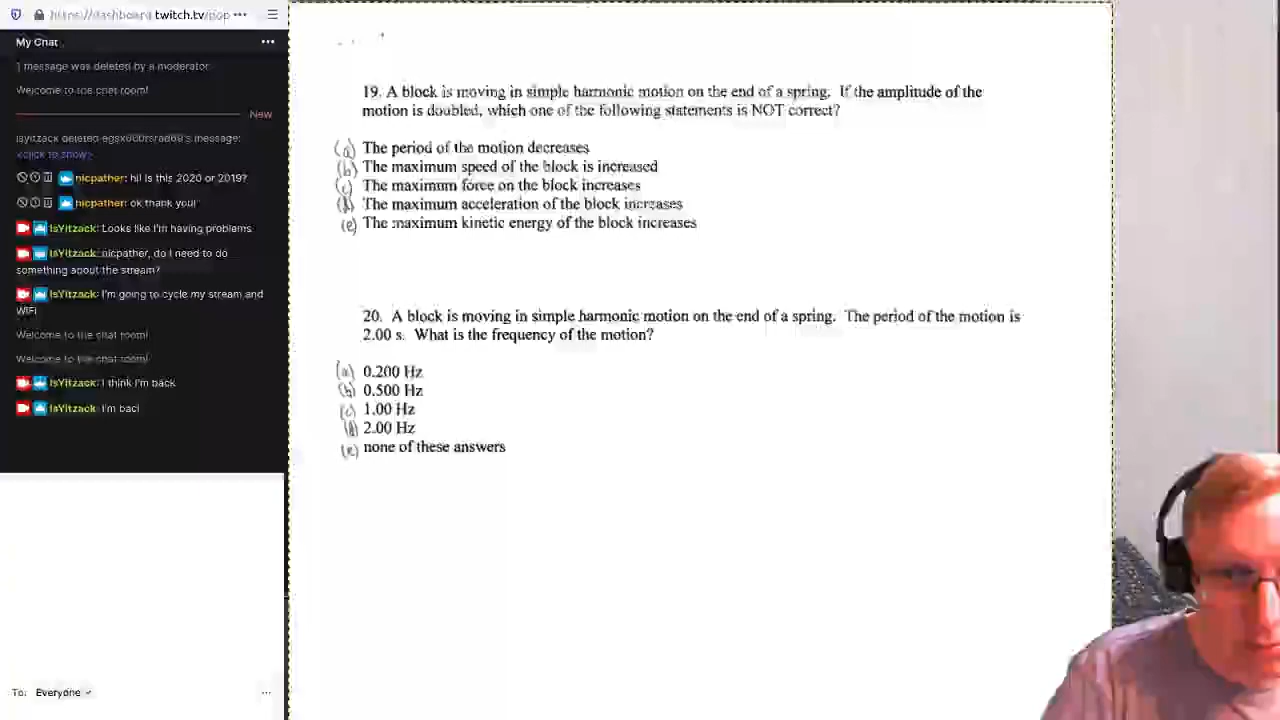 https://dashboard.twitch.tv/pop
My Chat
1 message was deleted by a moderator.
Welcome to the chat room!
New
isyitzack deleted message:
<click to show>
nicpather: hi! Is this 2020 or 2019?
nicpather: ok thank you!
IsYitzack: Looks like I'm having problems
IsYitzack: nicpather, do I need to do
something about the stream?
IsYitzack: I'm going to cycle my stream and
WIFI
Welcome to the chat room!
Welcome to the chat room!
IsYitzack: I think I'm back
IsYitzack: I'm bac!
To: Everyone
19. A block is moving in simple harmonic motion on the end of a spring. If the amplitude of the
motion is doubled, which one of the following statements is NOT correct?
(a) The period of the motion decreases
(b) The maximum speed of the block is increased
(c) The maximum force on the block increases
(d) The maximum acceleration of the block increases
(e) The maximum kinetic energy of the block increases
20. A block is moving in simple harmonic motion on the end of a spring. The period of the motion is
2.00 s. What is the frequency of the motion?
(a) 0.200 Hz
(b) 0.500 Hz
(c) 1.00 Hz
(d) 2.00 Hz
(e) none of these answers